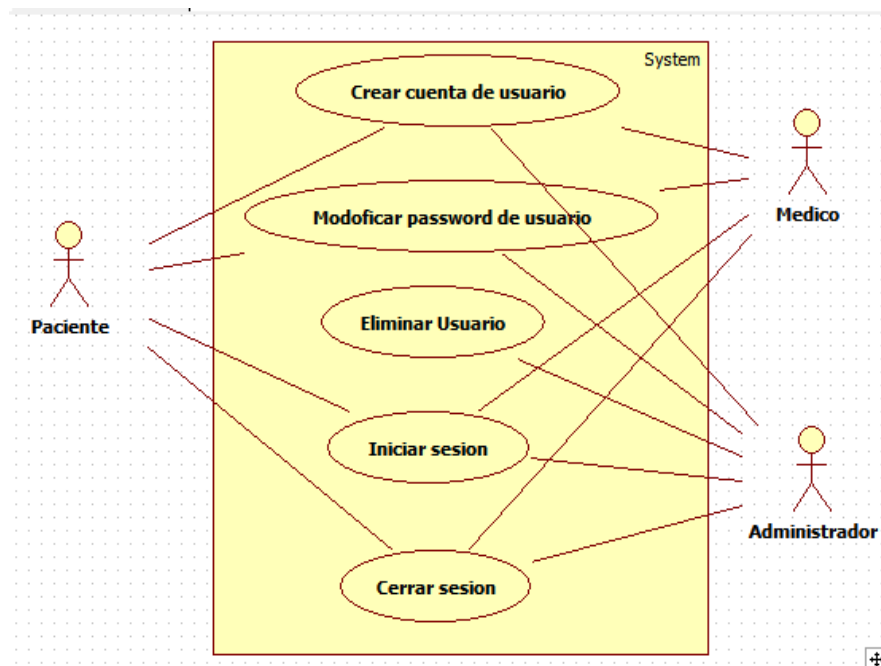 System
Crear cuenta de usuario
Medico
Modoficar password de usuario
Paciente
Eliminar Usuario
Iniciar sesion
Administrador
Cerrar sesion